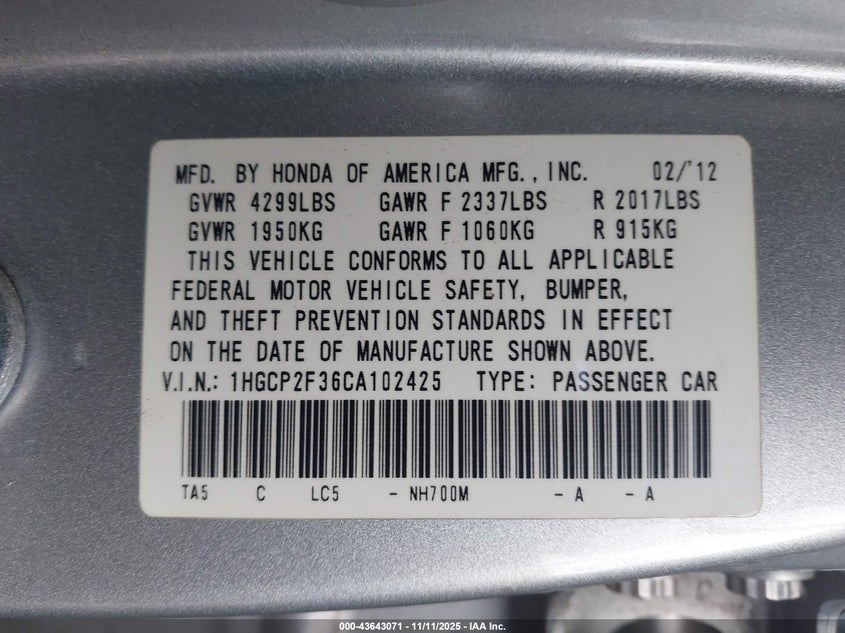 MFD. BY HONDA OF AMERICA MFG., INC. 02/'12
GVWR 4299LBS GAWR F 2337LBS R 2017LBS
GVWR 1950KG GAWR F 1060KG R 915KG
THIS VEHICLE CONFORMS TO ALL APPLICABLE
FEDERAL MOTOR VEHICLE SAFETY, BUMPER,
AND THEFT PREVENTION STANDARDS IN EFFECT
ON THE DATE OF MANUFACTURE SHOWN ABOVE.
V.I.N.: 1HGCP2F36CA102425 TYPE: PASSENGER CAR
TA5 C LC5 - NH700M - A - A
000-43643071 - 11/11/2025 - IAA Inc.